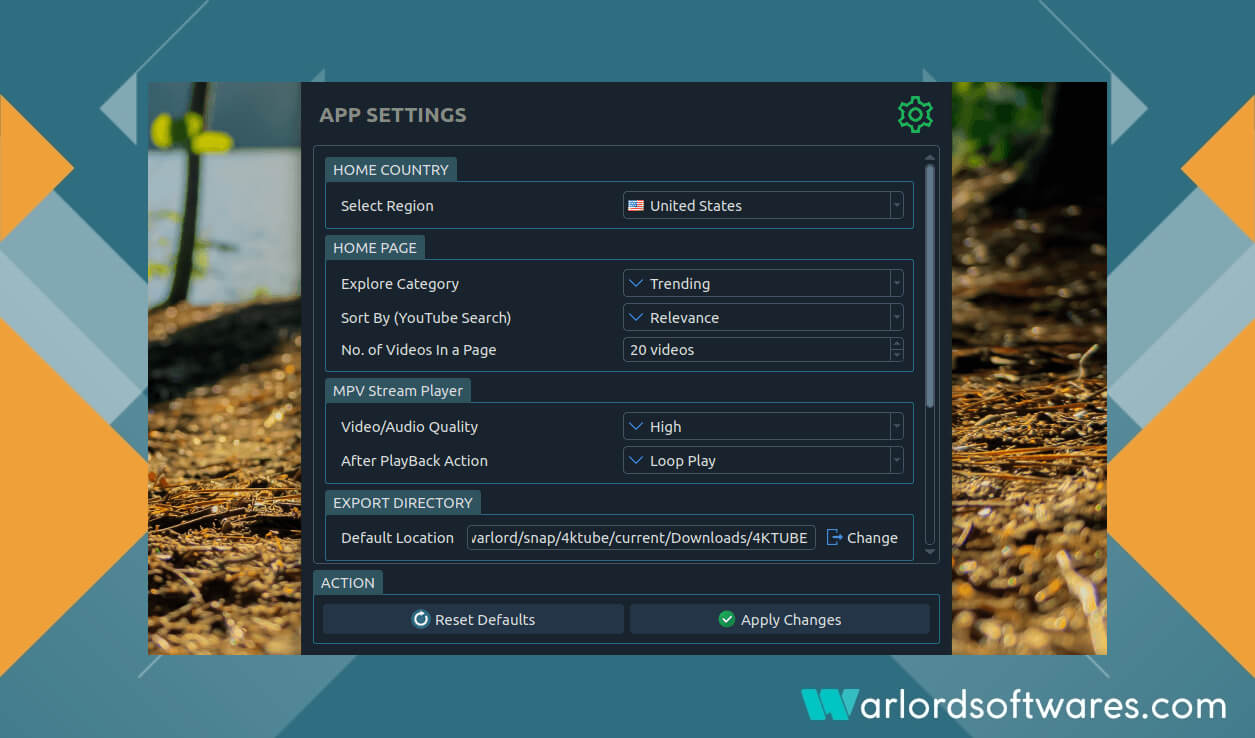 APP SETTINGS
HOME COUNTRY
Select Region United States
HOME PAGE
Explore Category Trending
Sort By (YouTube Search) Relevance
No. of Videos In a Page 20 videos
MPV Stream Player
Video/Audio Quality High
After PlayBack Action Loop Play
EXPORT DIRECTORY
Default Location warlord/snap/4ktube/current/Downloads/4KTUBE Change
ACTION
Reset Defaults Apply Changes
Warlordsoftwares.com